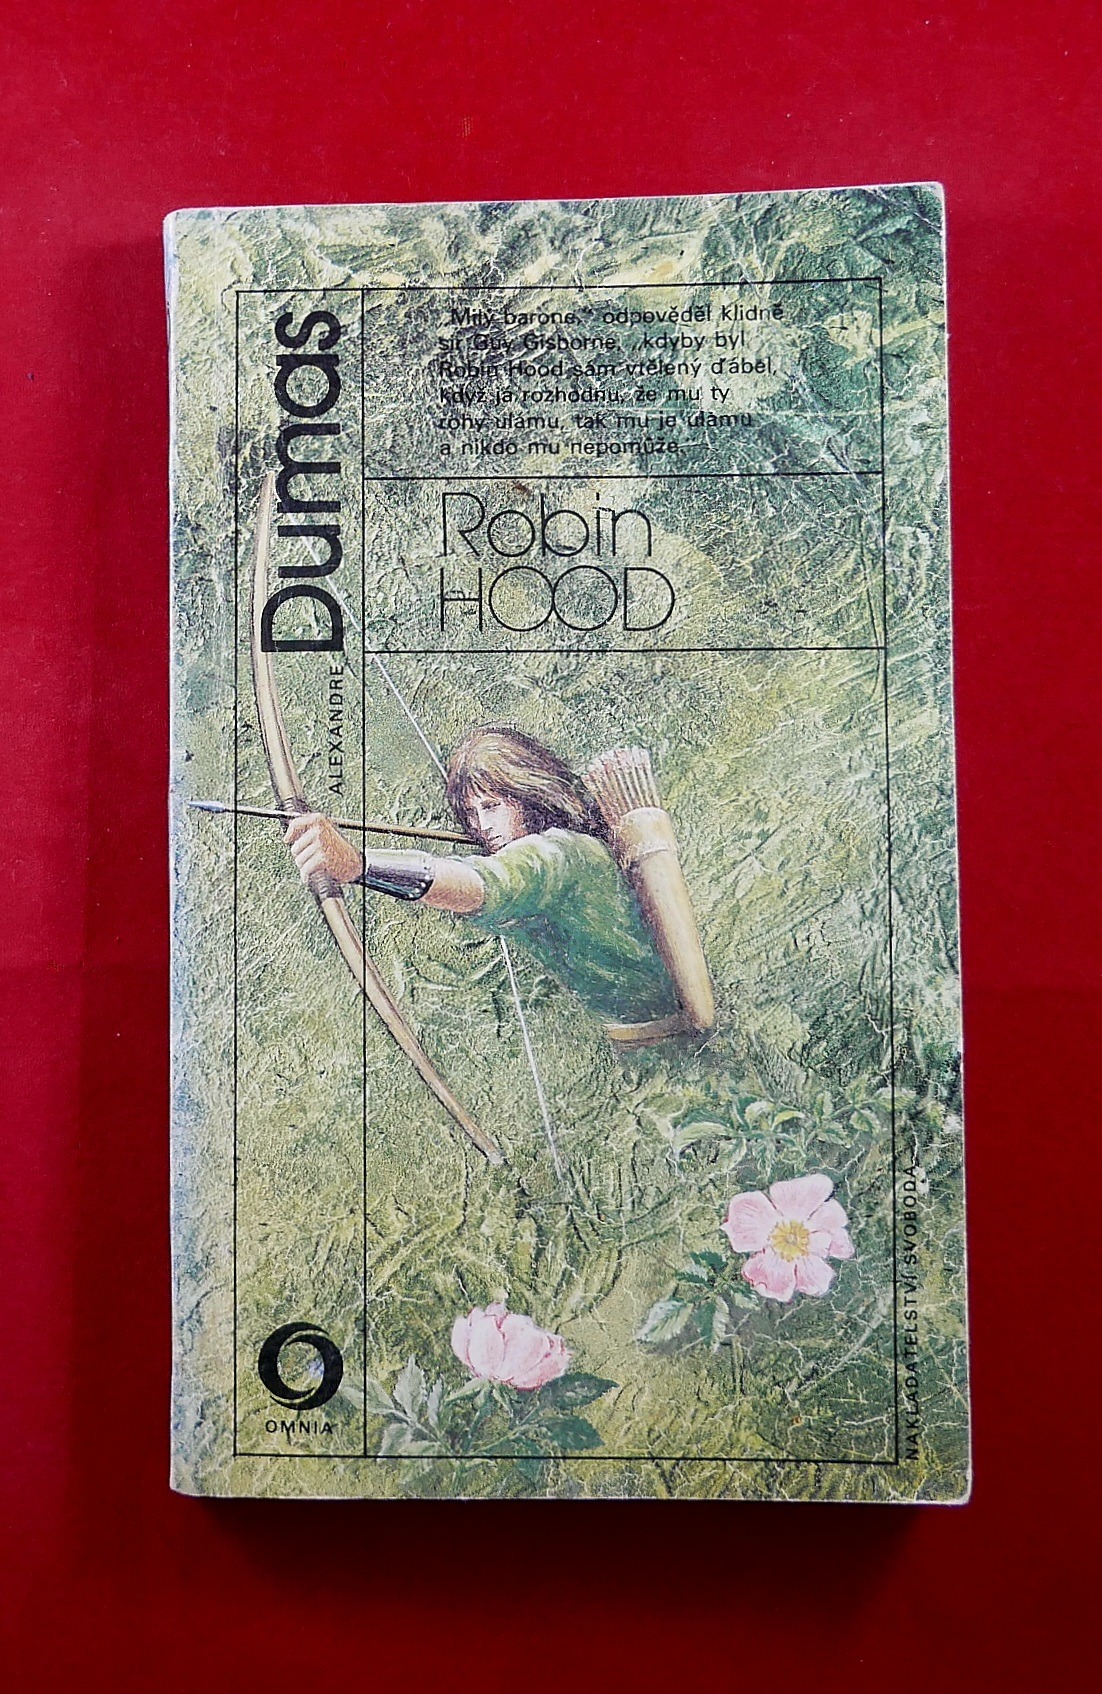 „Milý barone,“ odpověděl klidně
sir Guy Gisborne, „kdyby byl
Robin Hood sám vtělený ďábel,
když já rozhodnu, že mu ty
rohy ulámu, tak mu je ulámu
a nikdo mu nepomůže.—
Robin
HOOD
ALEXANDRE Dumas
OMNIA
NAKLADATELSTVÍ SVOBODA